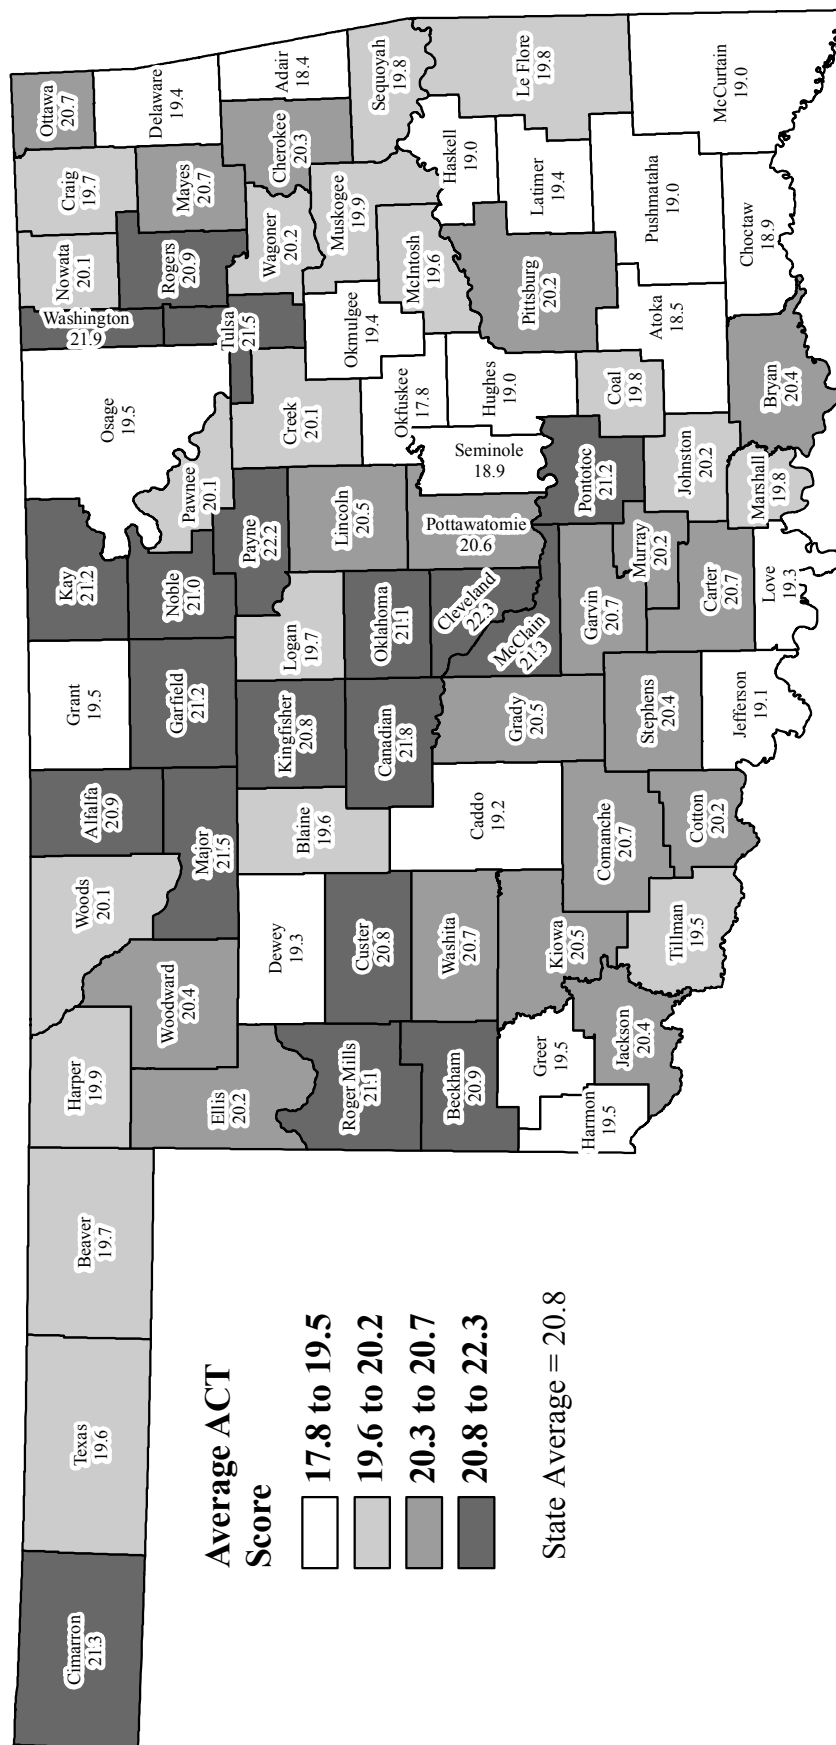 Cimarron
21.3
Texas
19.6
Beaver
19.7
Harper
19.9
Woods
20.1
Alfalfa
20.9
Grant
19.5
Kay
21.2
Osage
19.5
Washington
21.9
Nowata
20.1
Craig
19.7
Ottawa
20.7
Ellis
20.2
Woodward
20.4
Major
21.5
Garfield
21.2
Noble
21.0
Pawnee
20.1
Tulsa
21.5
Rogers
20.9
Mayes
20.7
Delaware
19.4
Roger Mills
21.1
Dewey
19.3
Blaine
19.6
Kingfisher
20.8
Logan
19.7
Payne
22.2
Creek
20.1
Wagoner
20.2
Cherokee
20.3
Adair
18.4
Custer
20.8
Canadian
21.8
Oklahoma
21.1
Lincoln
20.5
Okfuskee
17.8
Okmulgee
19.4
Muskogee
19.9
Sequoyah
19.8
Beckham
20.9
Washita
20.7
Caddo
19.2
Grady
20.5
Cleveland
22.3
McClain
21.3
Pottawatomie
20.6
Seminole
18.9
Hughes
19.0
McIntosh
19.6
Haskell
19.0
Harmon
19.5
Greer
19.5
Kiowa
20.5
Comanche
20.7
Garvin
20.7
Pontotoc
21.2
Pittsburg
20.2
Latimer
19.4
Le Flore
19.8
Jackson
20.4
Tillman
19.5
Cotton
20.2
Stephens
20.4
Murray
20.2
Johnston
20.2
Coal
19.8
Atoka
18.5
Pushmataha
19.0
McCurtain
19.0
Jefferson
19.1
Carter
20.7
Love
19.3
Marshall
19.8
Bryan
20.4
Choctaw
18.9
Average ACT
Score
17.8 to 19.5
19.6 to 20.2
20.3 to 20.7
20.8 to 22.3
State Average = 20.8